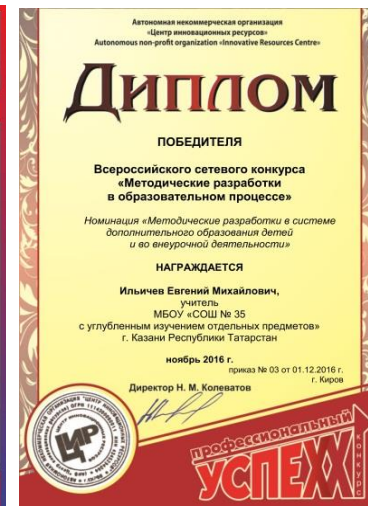 Автономная некоммерческая организация
«Центр инновационных ресурсов»
Autonomous non-profit organization «Innovative Resources Centre»
ДИПЛОМ
ПОБЕДИТЕЛЯ
Всероссийского сетевого конкурса
«Методические разработки
в образовательном процессе»
Номинация «Методические разработки в системе
дополнительного образования детей
и во внеурочной деятельности»
НАГРАЖДАЕТСЯ
Ильичев Евгений Михайлович,
учитель
МБОУ «СОШ № 35
с углубленным изучением отдельных предметов»
г. Казани Республики Татарстан
ноябрь 2016 г.
приказ № 03 от 01.12.2016 г.
г. Киров
Директор Н. М. Колеватов
ЦИР
профессиональный
УСПЕХХ
конкурс